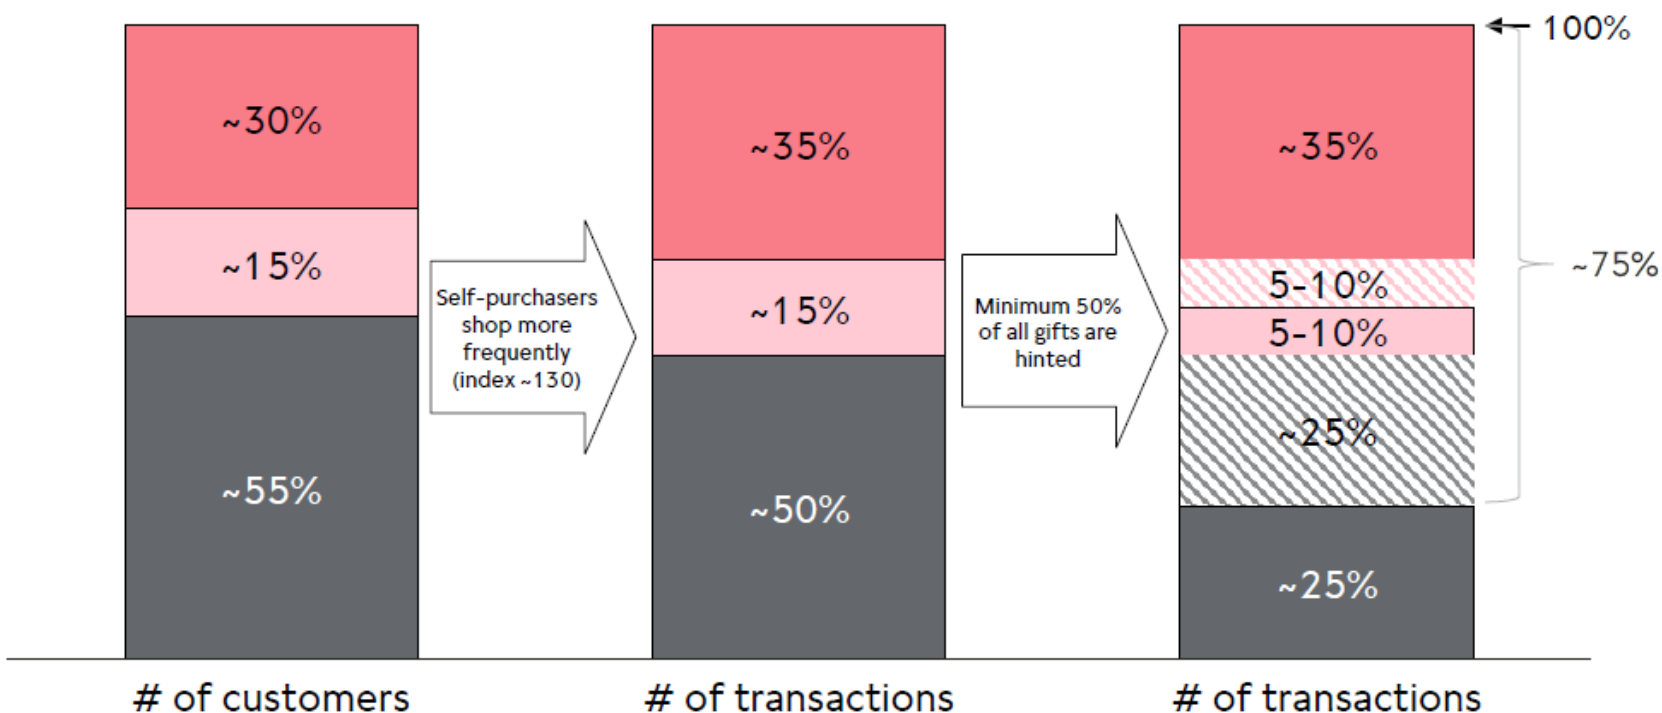 ~30%
~15%
~55%
# of customers
Self-purchasers
shop more
frequently
(index ~130)
~35%
~15%
~50%
# of transactions
Minimum 50%
of all gifts are
hinted
~35%
5-10%
5-10%
~25%
~25%
# of transactions
100%
~75%